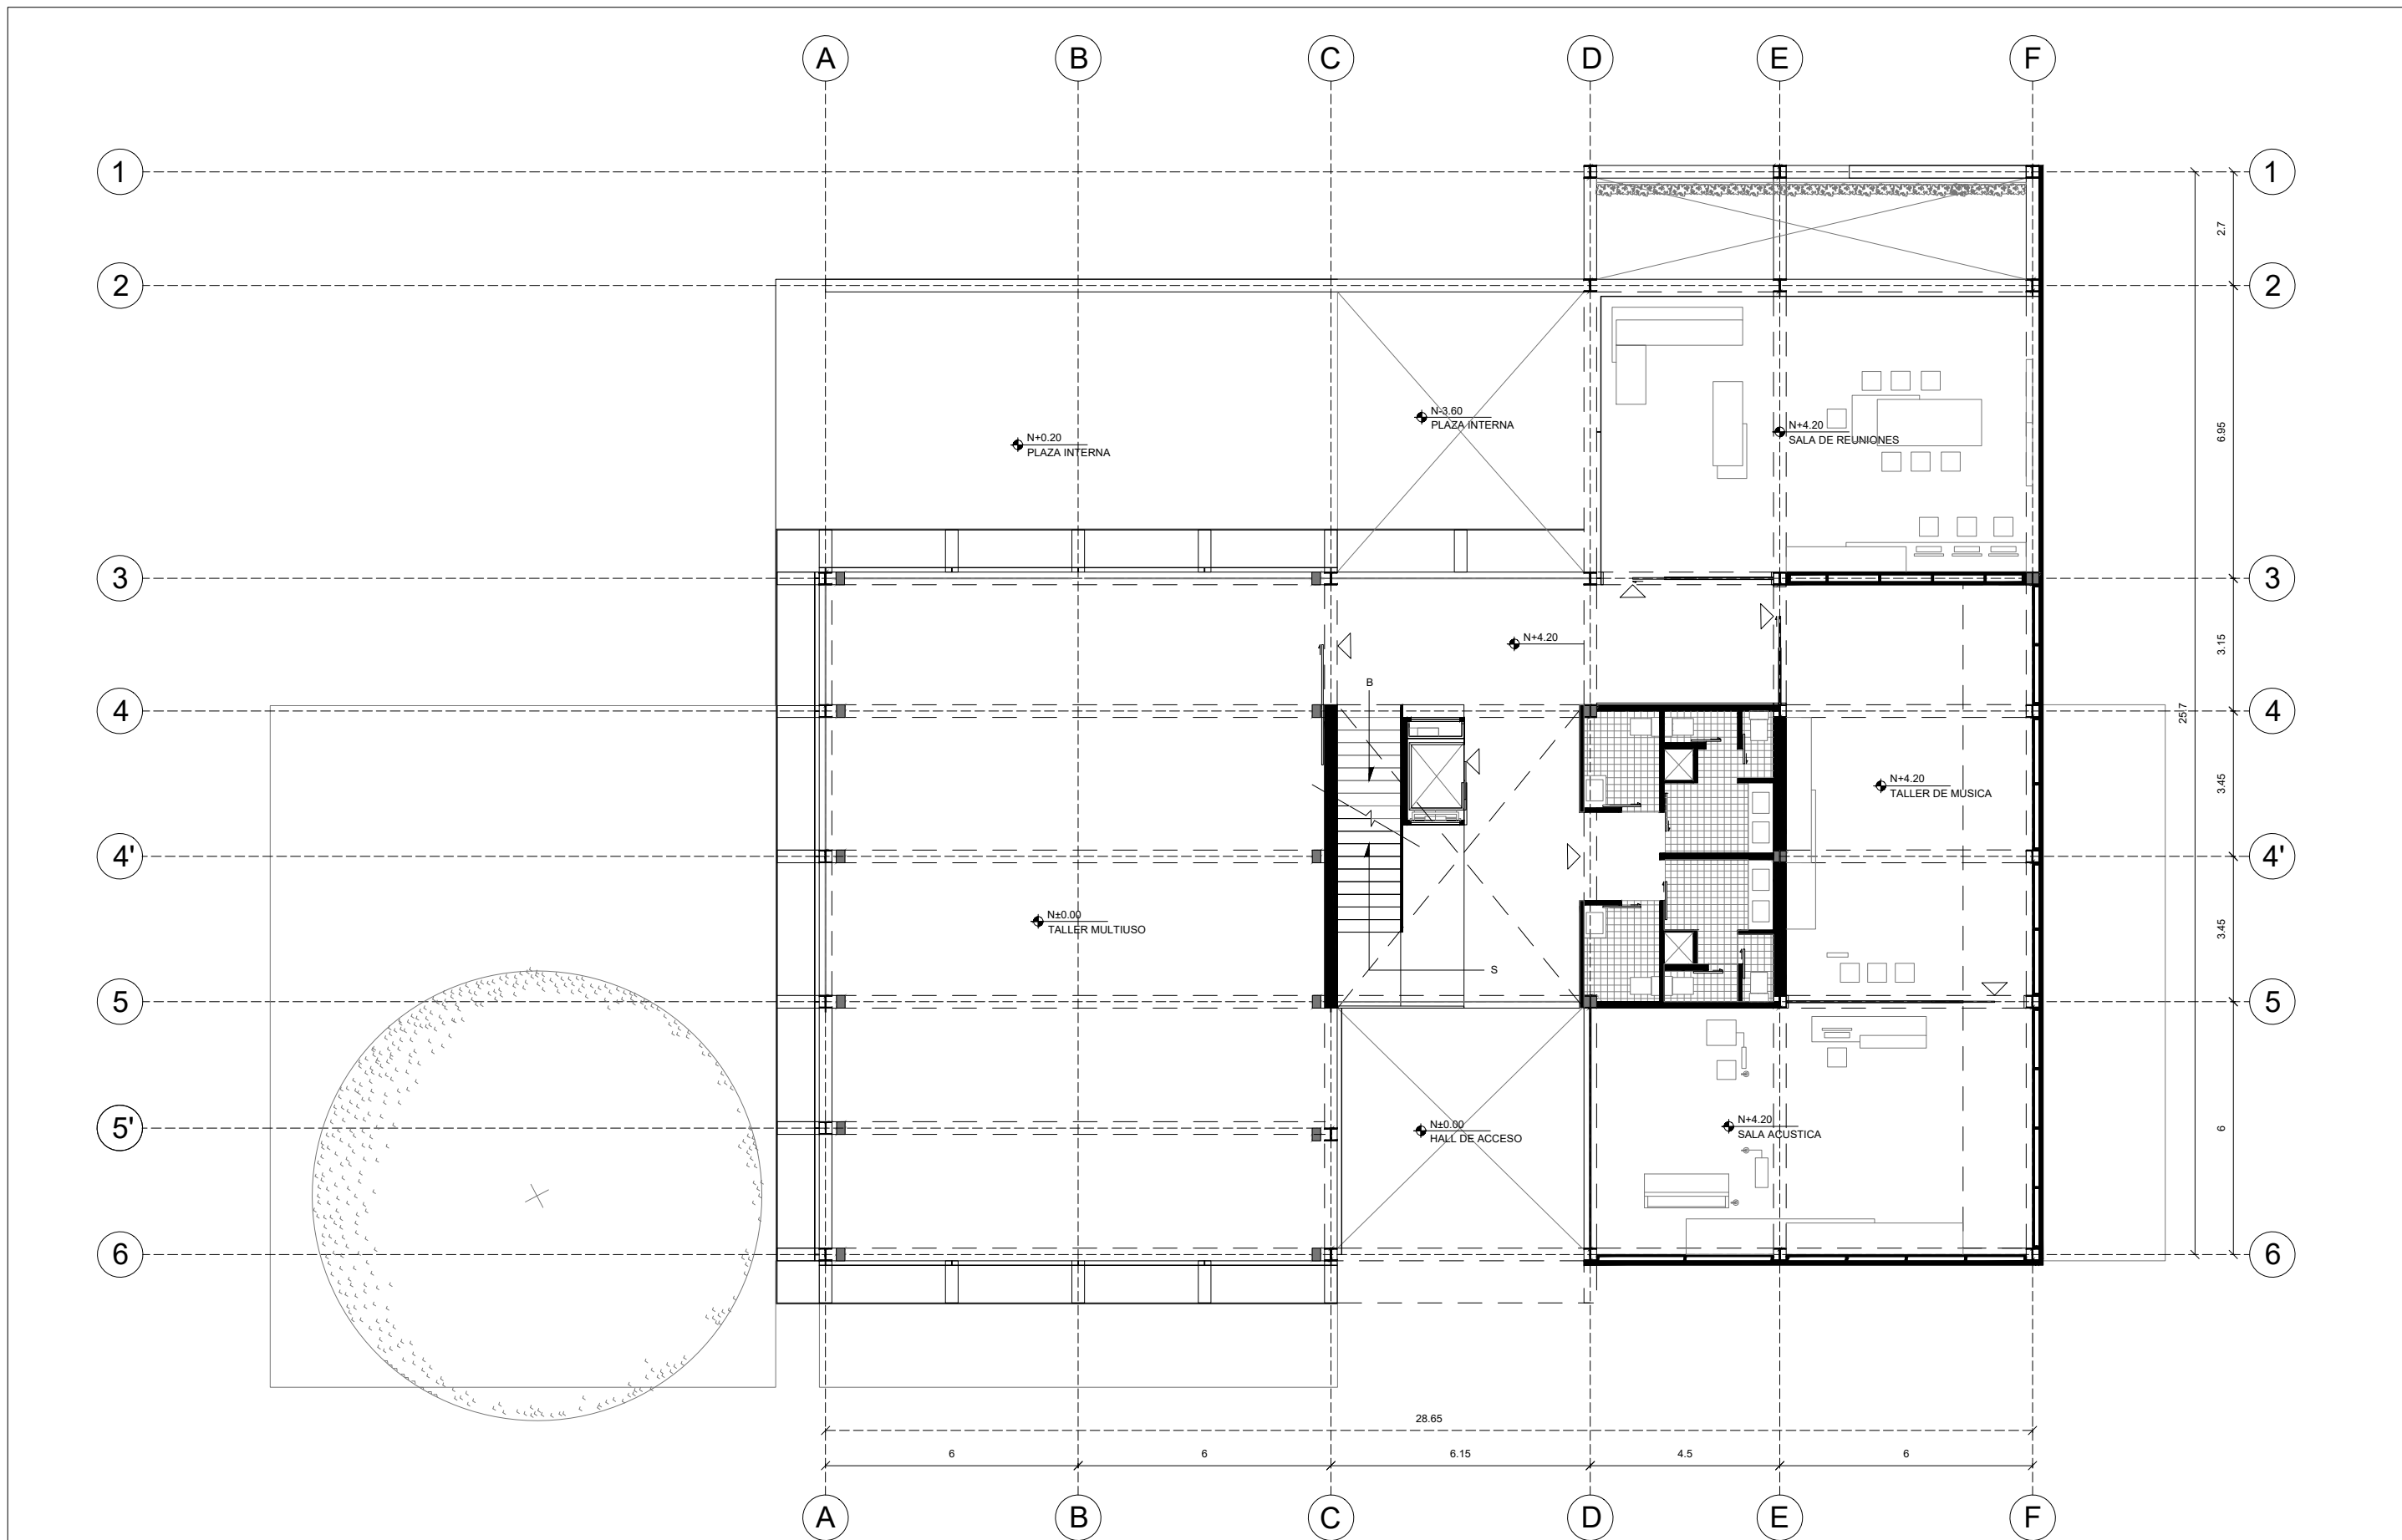 A B C D E F
1 1
2 2
2.7
N-3.60
PLAZA INTERNA
N+4.20
SALA DE REUNIONES
N+0.20
PLAZA INTERNA
6.95
3 3
N+4.20
3.15
B
4 4
25.7
N+4.20
TALLER DE MUSICA
3.45
4' 4'
N±0.00
TALLER MULTIUSO
3.45
S
5 5
5' 5'
N±0.00
HALL DE ACCESO
N+4.20
SALA ACUSTICA
6
6 6
28.65
6 6 6.15 4.5 6
A B C D E F